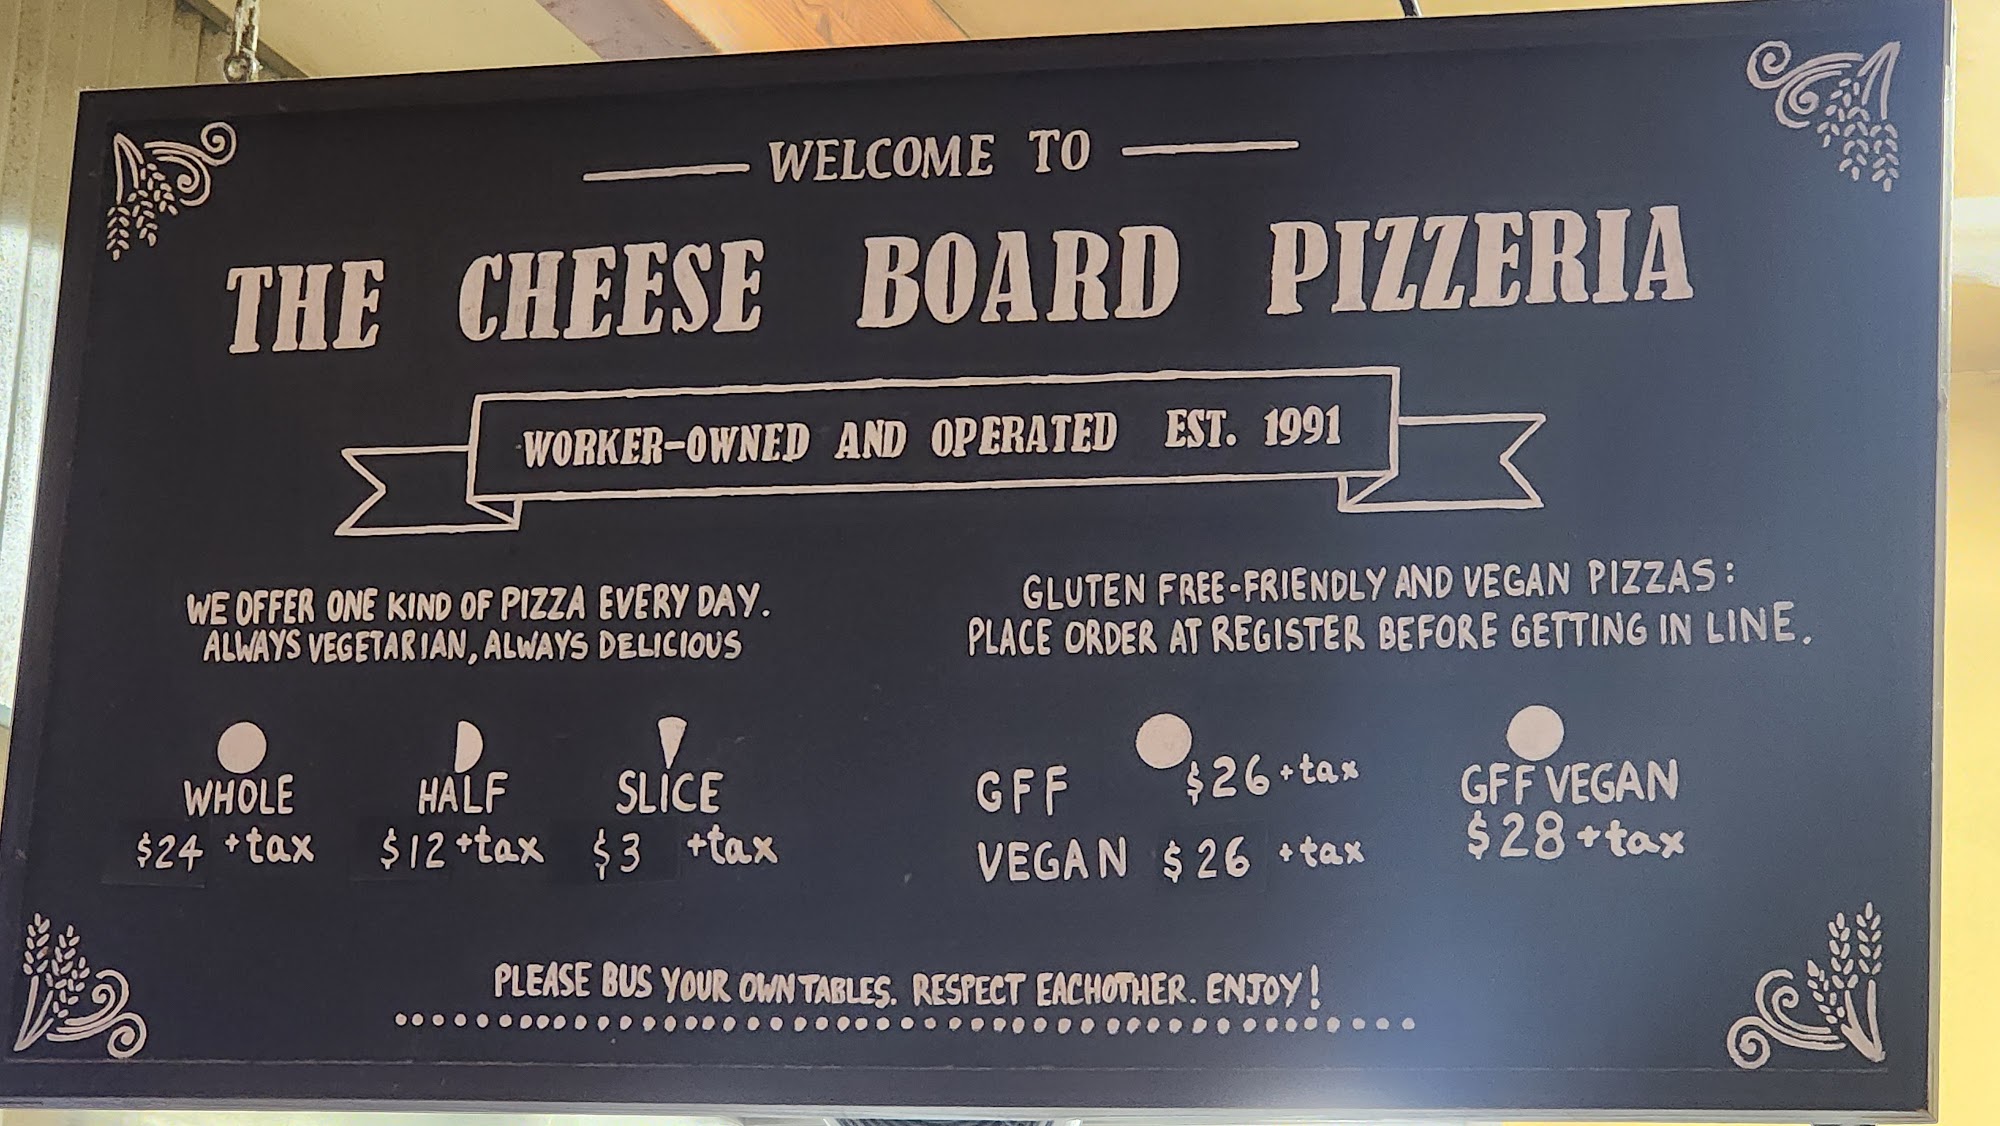 WELCOME TO
THE CHEESE BOARD PIZZERIA
WORKER-OWNED AND OPERATED EST. 1991
WE OFFER ONE KIND OF PIZZA EVERY DAY.
ALWAYS VEGETARIAN, ALWAYS DELICIOUS
WHOLE HALF SLICE
$24 +tax $12 +tax $3 +tax
GLUTEN FREE-FRIENDLY AND VEGAN PIZZAS:
PLACE ORDER AT REGISTER BEFORE GETTING IN LINE.
GFF $26 +tax
VEGAN $26 +tax
GFF VEGAN
$28 +tax
PLEASE BUS YOUR OWN TABLES. RESPECT EACHOTHER. ENJOY!